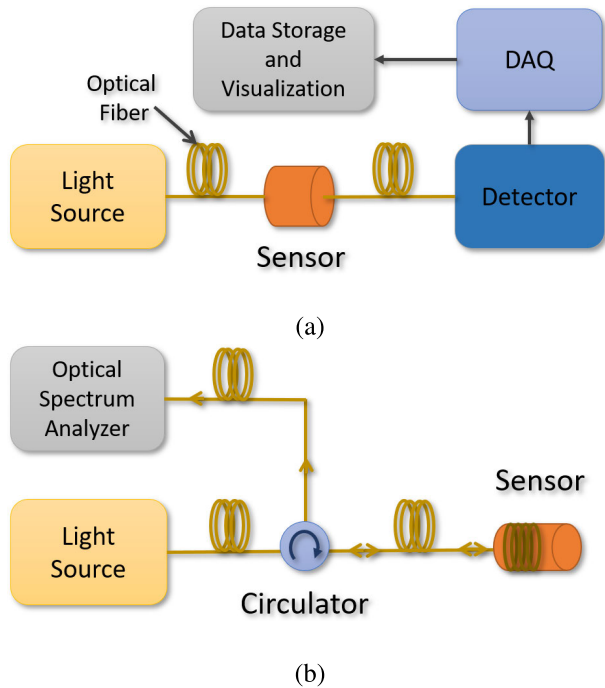 Data Storage
and
Visualization
DAQ
Optical
Fiber
Light
Source
Detector
Sensor
(a)
Optical
Spectrum
Analyzer
Sensor
Light
Source
Circulator
(b)